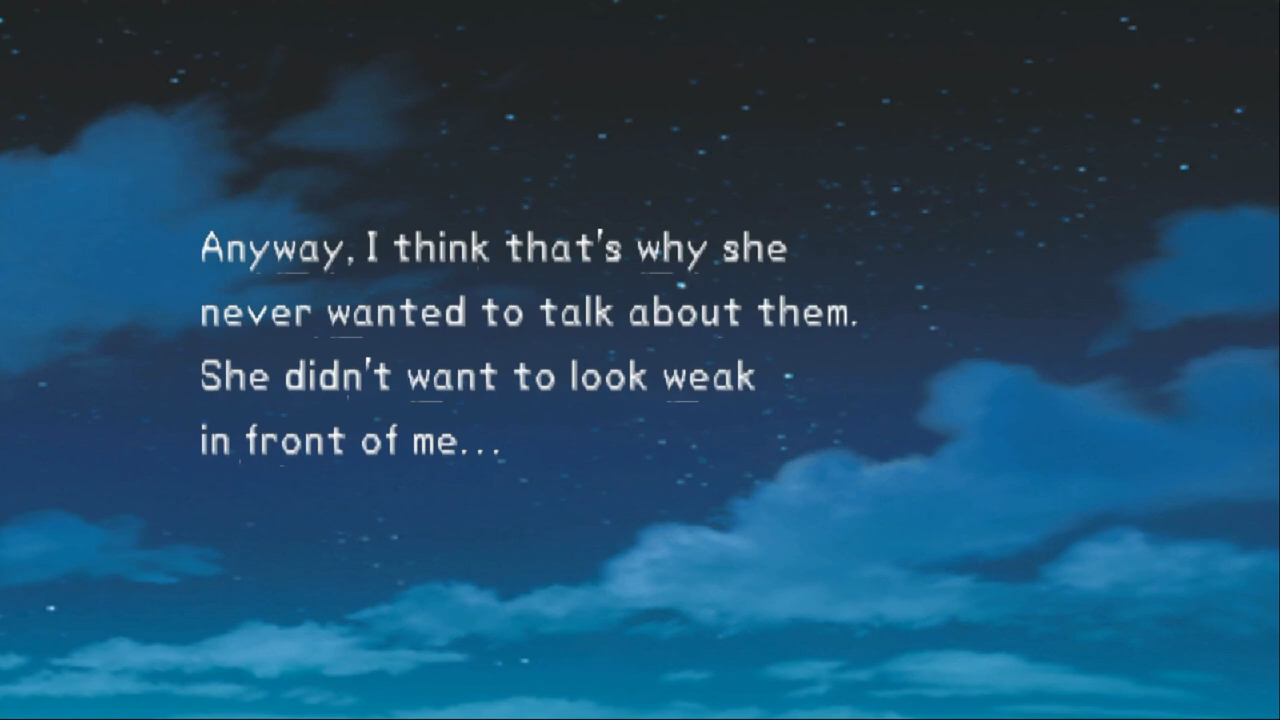 Anyway, I think that's why she
never wanted to talk about them.
She didn't want to look weak
in front of me...